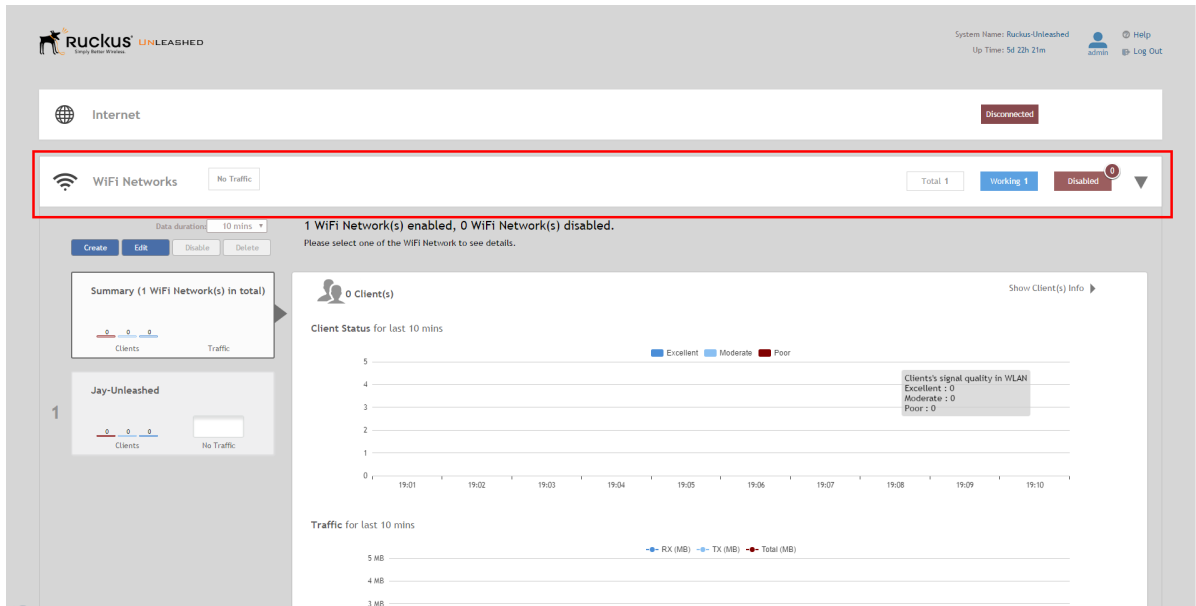 RUCKUS UNLEASHED
Simply Better Wireless.
System Name: Ruckus-Unleashed
Up Time: 5d 22h 21m
admin
Help
Log Out
Internet
Disconnected
WiFi Networks
No Traffic
Total 1
Working 1
Disabled
0
Data duration: 10 mins
Create Edit Disable Delete
1 WiFi Network(s) enabled, 0 WiFi Network(s) disabled.
Please select one of the WiFi Network to see details.
Summary (1 WiFi Network(s) in total)
0 0 0
Clients Traffic
1
Jay-Unleashed
0 0 0
Clients No Traffic
0 Client(s)
Show Client(s) Info
Client Status for last 10 mins
Excellent Moderate Poor
5
4
3
2
1
0
Clients's signal quality in WLAN
Excellent : 0
Moderate : 0
Poor : 0
19:01 19:02 19:03 19:04 19:05 19:06 19:07 19:08 19:09 19:10
Traffic for last 10 mins
RX (MB) TX (MB) Total (MB)
5 MB
4 MB
3 MB